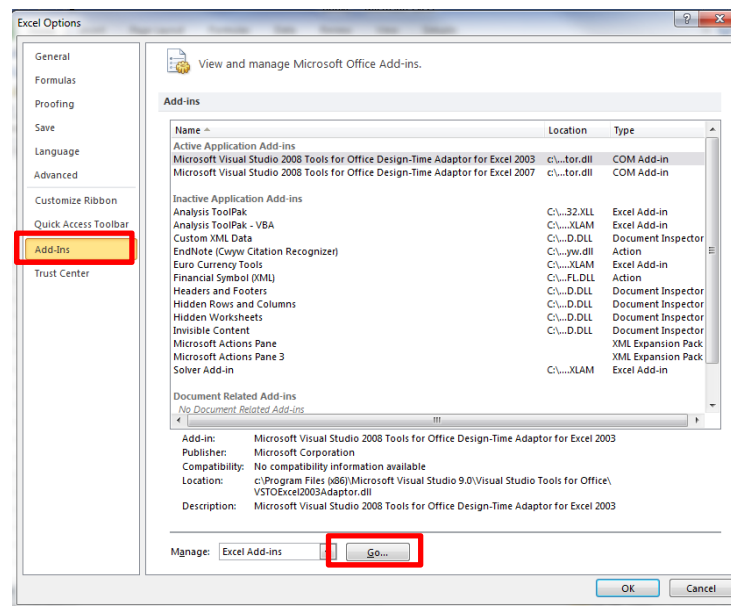 Excel Options
General
Formulas
Proofing
Save
Language
Advanced
Customize Ribbon
Quick Access Toolbar
Add-Ins
Trust Center
View and manage Microsoft Office Add-ins.
Add-ins
Name Location Type
Active Application Add-ins
Microsoft Visual Studio 2008 Tools for Office Design-Time Adaptor for Excel 2003 c:\...tor.dll COM Add-in
Microsoft Visual Studio 2008 Tools for Office Design-Time Adaptor for Excel 2007 c:\...tor.dll COM Add-in
Inactive Application Add-ins
Analysis ToolPak C:\...32.XLL Excel Add-in
Analysis ToolPak - VBA C:\...XLAM Excel Add-in
Custom XML Data C:\...D.DLL Document Inspector
EndNote (Cwyw Citation Recognizer) C:\...yw.dll Action
Euro Currency Tools C:\...XLAM Excel Add-in
Financial Symbol (XML) C:\...FL.DLL Action
Headers and Footers C:\...D.DLL Document Inspector
Hidden Rows and Columns C:\...D.DLL Document Inspector
Hidden Worksheets C:\...D.DLL Document Inspector
Invisible Content C:\...D.DLL Document Inspector
Microsoft Actions Pane XML Expansion Pack
Microsoft Actions Pane 3 XML Expansion Pack
Solver Add-in C:\...XLAM Excel Add-in
Document Related Add-ins
No Document Related Add-ins
Add-in: Microsoft Visual Studio 2008 Tools for Office Design-Time Adaptor for Excel 2003
Publisher: Microsoft Corporation
Compatibility: No compatibility information available
Location: c:\Program Files (x86)\Microsoft Visual Studio 9.0\Visual Studio Tools for Office\
VSTOExcel2003Adaptor.dll
Description: Microsoft Visual Studio 2008 Tools for Office Design-Time Adaptor for Excel 2003
Manage: Excel Add-ins Go...
OK Cancel